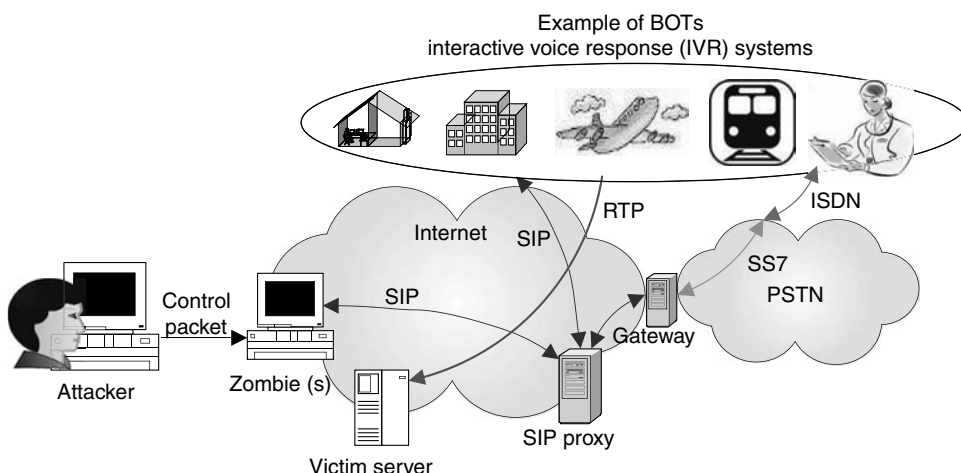 Example of BOTs
interactive voice response (IVR) systems
ISDN
RTP
Internet
SIP
SS7
PSTN
Control
packet
SIP
Gateway
Attacker
Zombie (s)
SIP proxy
Victim server